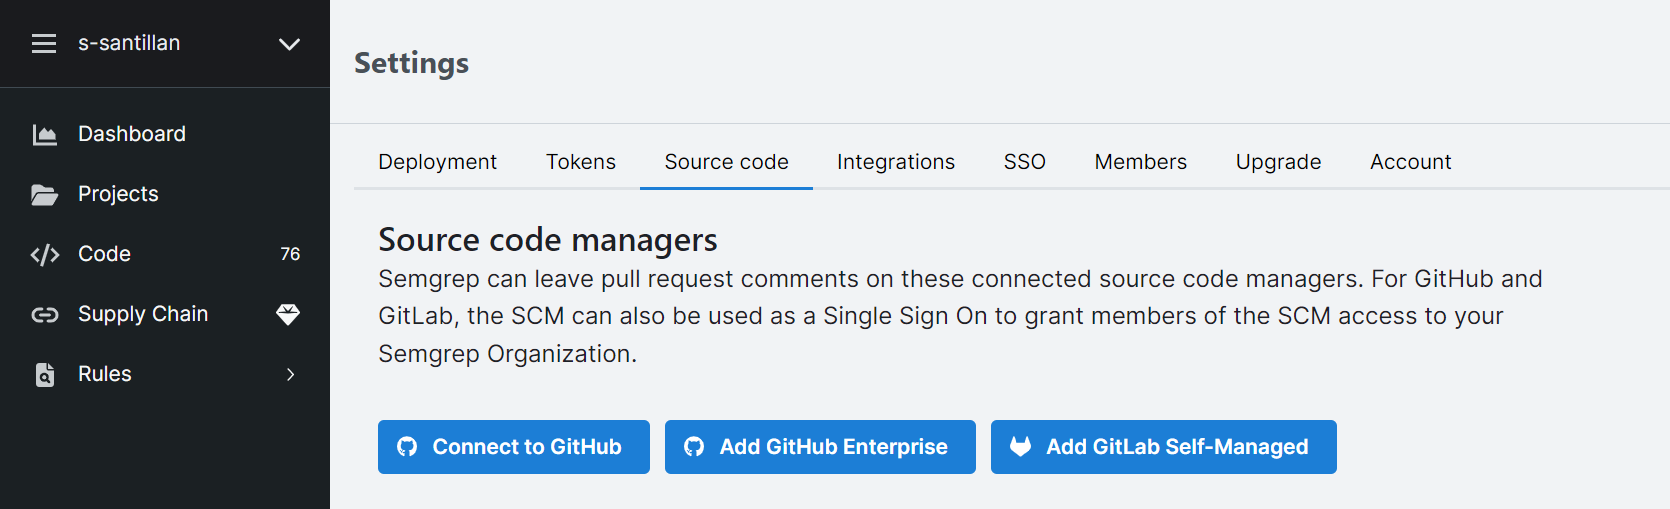 s-santillan
Dashboard
Projects
Code 76
Supply Chain
Rules
Settings
Deployment Tokens Source code Integrations SSO Members Upgrade Account
Source code managers
Semgrep can leave pull request comments on these connected source code managers. For GitHub and
GitLab, the SCM can also be used as a Single Sign On to grant members of the SCM access to your
Semgrep Organization.
Connect to GitHub Add GitHub Enterprise Add GitLab Self-Managed